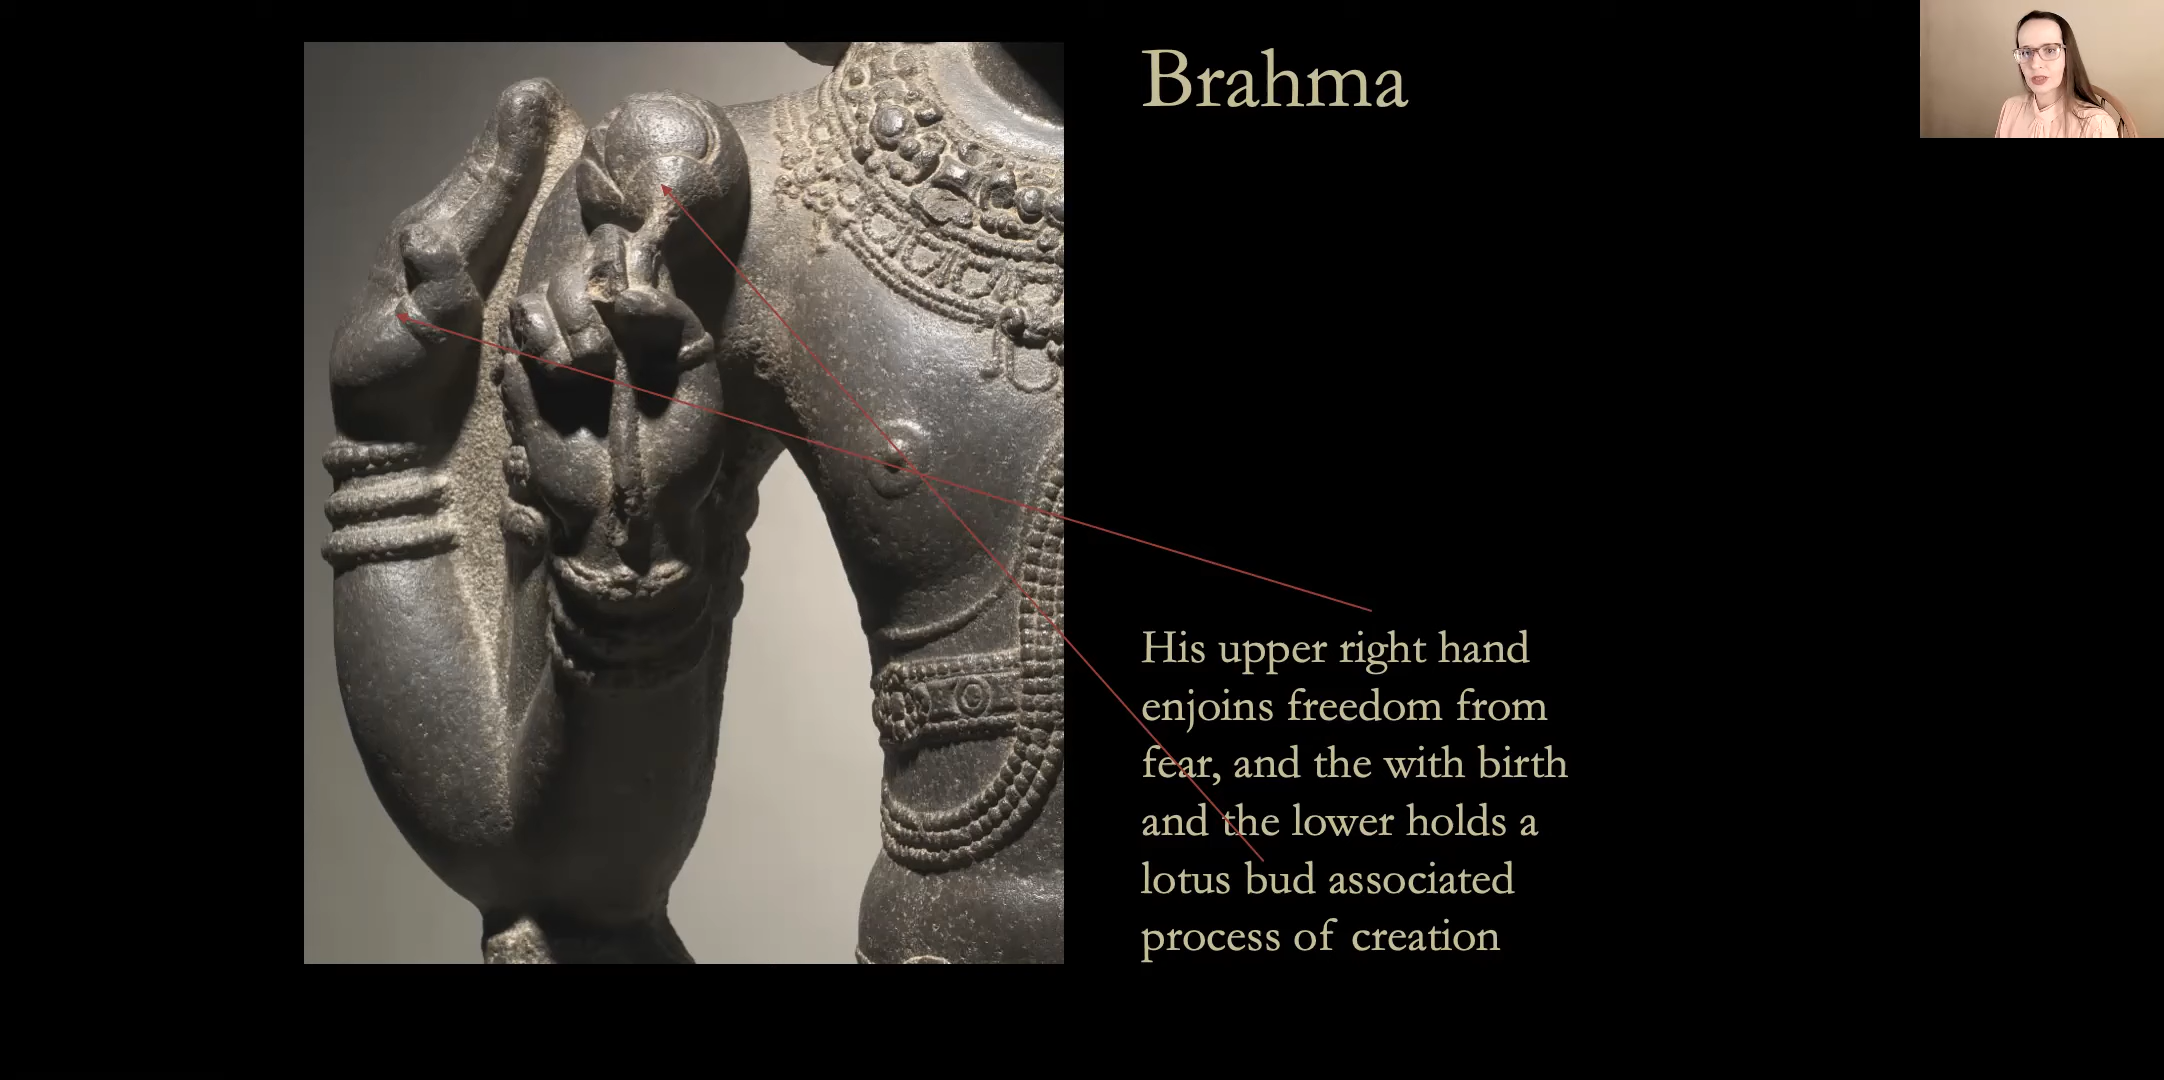 Brahma
His upper right hand
enjoins freedom from
fear, and the with birth
and the lower holds a
lotus bud associated
process of creation